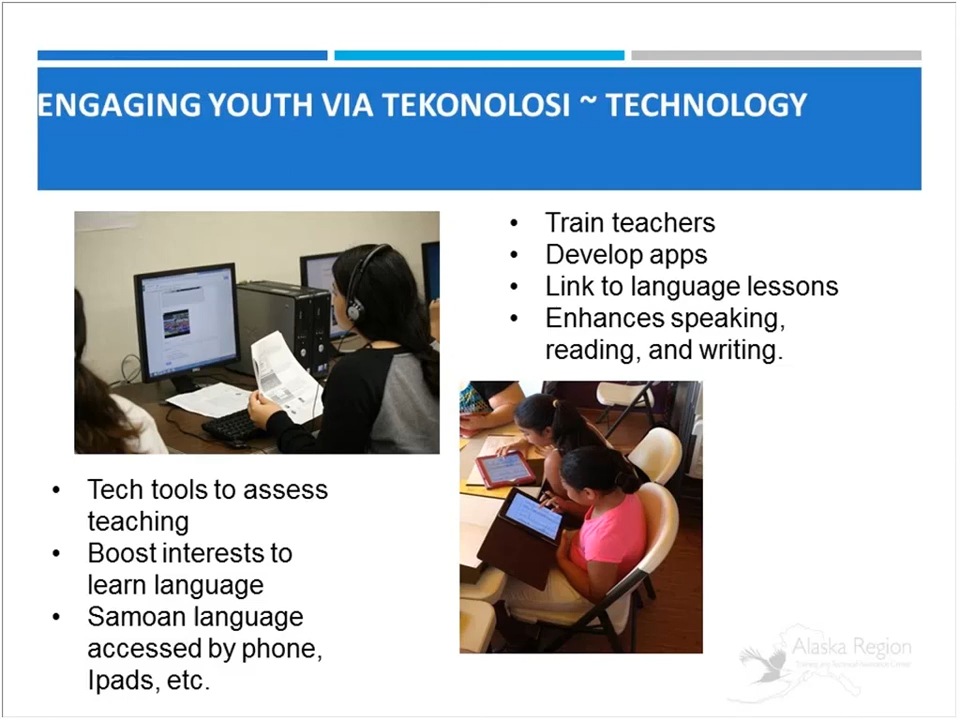 ENGAGING YOUTH VIA TEKONOLOSI ~ TECHNOLOGY
• Train teachers
• Develop apps
• Link to language lessons
• Enhances speaking,
reading, and writing.
• Tech tools to assess
teaching
• Boost interests to
learn language
• Samoan language
accessed by phone,
Ipads, etc.
Alaska Region